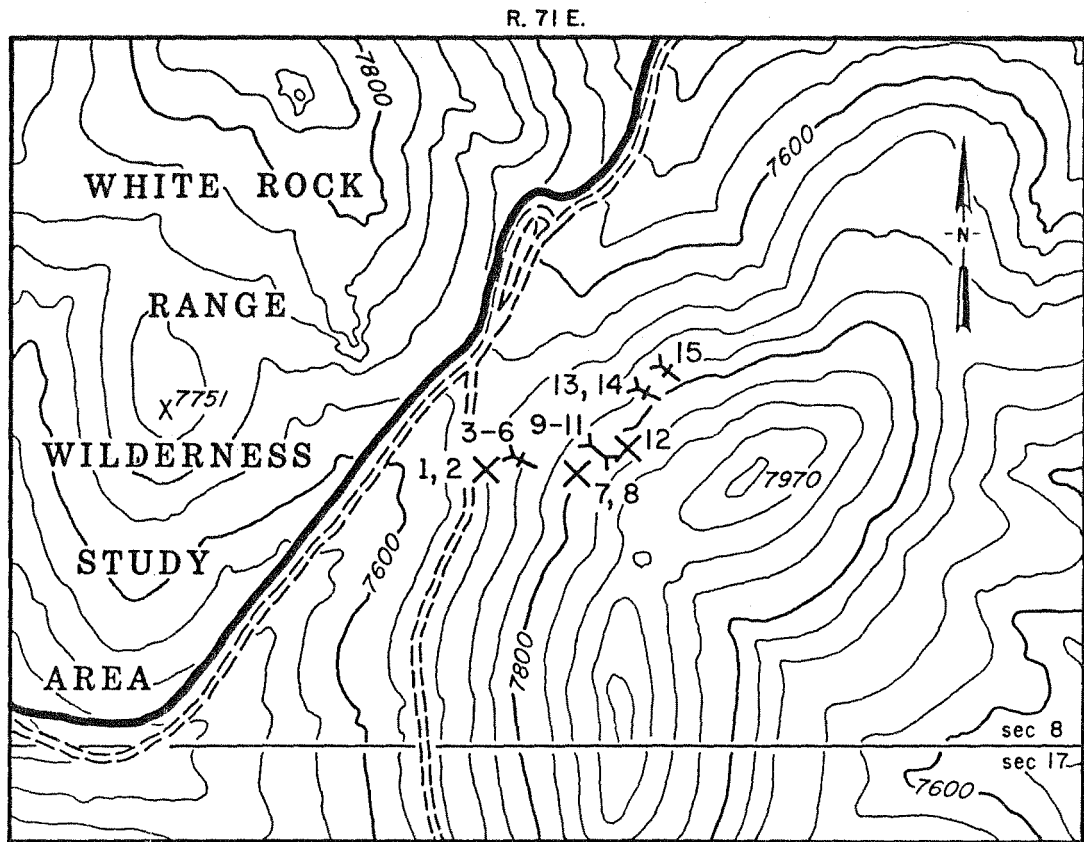 R. 71 E.
7800
7600
WHITE ROCK
N
RANGE
15
13, 14
X 7751
9-11
3-6
12
WILDERNESS
1, 2
7970
7, 8
STUDY
7600
7800
AREA
sec 8
sec 17
7600